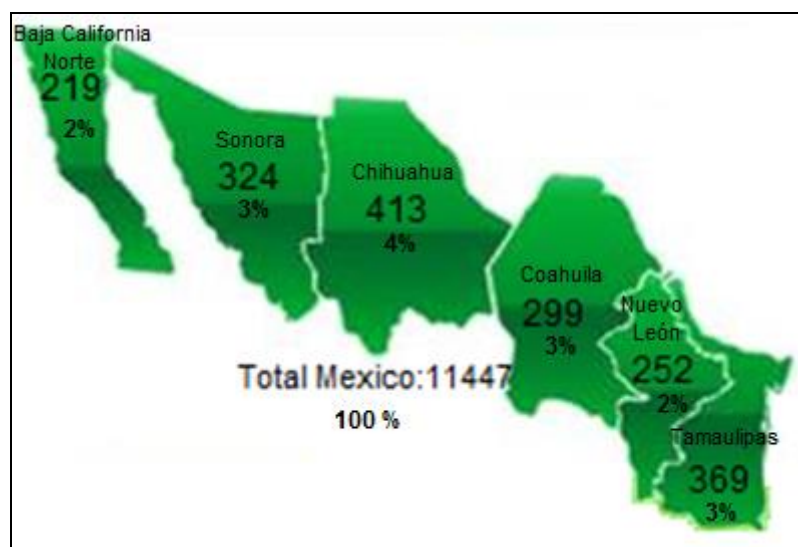 Baja California
Norte
219
2%
Sonora
324
3%
Chihuahua
413
4%
Coahuila
299
3%
Nuevo
León
252
2%
Tamaulipas
369
3%
Total Mexico:11447
100 %